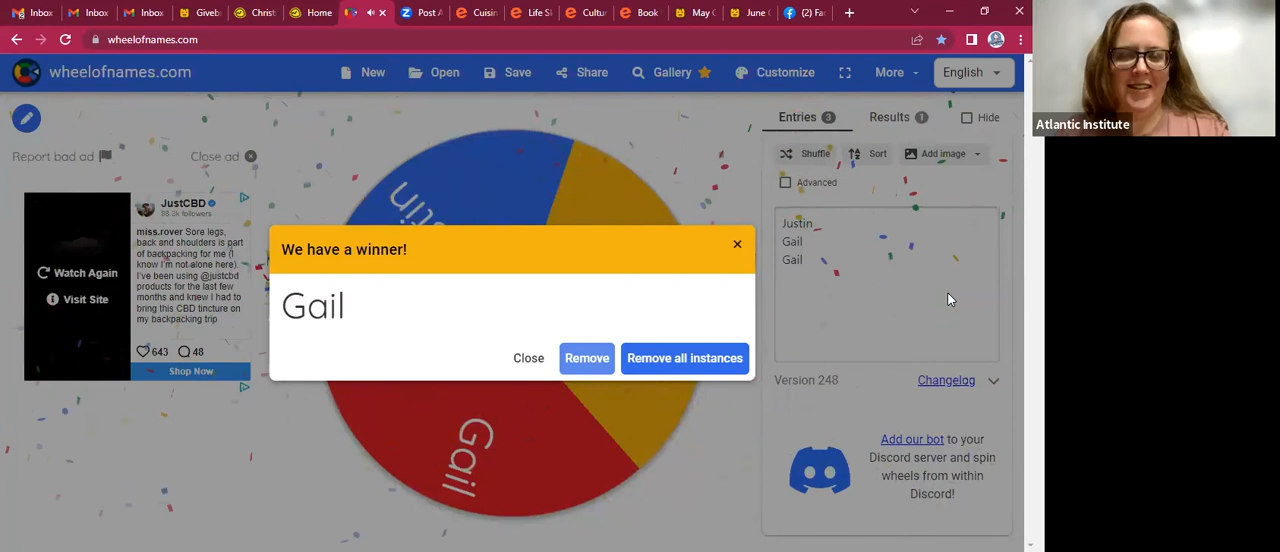 Inbox
Inbox
Inbox
Giveb
Christ
Home
Post A
Cuisin
Life Sk
Cultur
Book
May C
June C
(2) Fa
wheelofnames.com
wheelofnames.com
New
Open
Save
Share
Gallery
Customize
More
English
Report bad ad
Close ad
JustCBD
88.3k followers
Watch Again
Visit Site
miss.rover Sore legs,
back and shoulders is part
of backpacking for me (I
know I'm not alone here).
I've been using @justcbd
products for the last few
months and knew I had to
bring this CBD tincture on
my backpacking trip
643
48
Shop Now
stin
Gail
We have a winner!
Gail
Close
Remove
Remove all instances
Entries 3
Results 1
Hide
Shuffle
Sort
Add image
Advanced
Justin
Gail
Gail
Version 248
Changelog
Add our bot to your
Discord server and spin
wheels from within
Discord!
Atlantic Institute